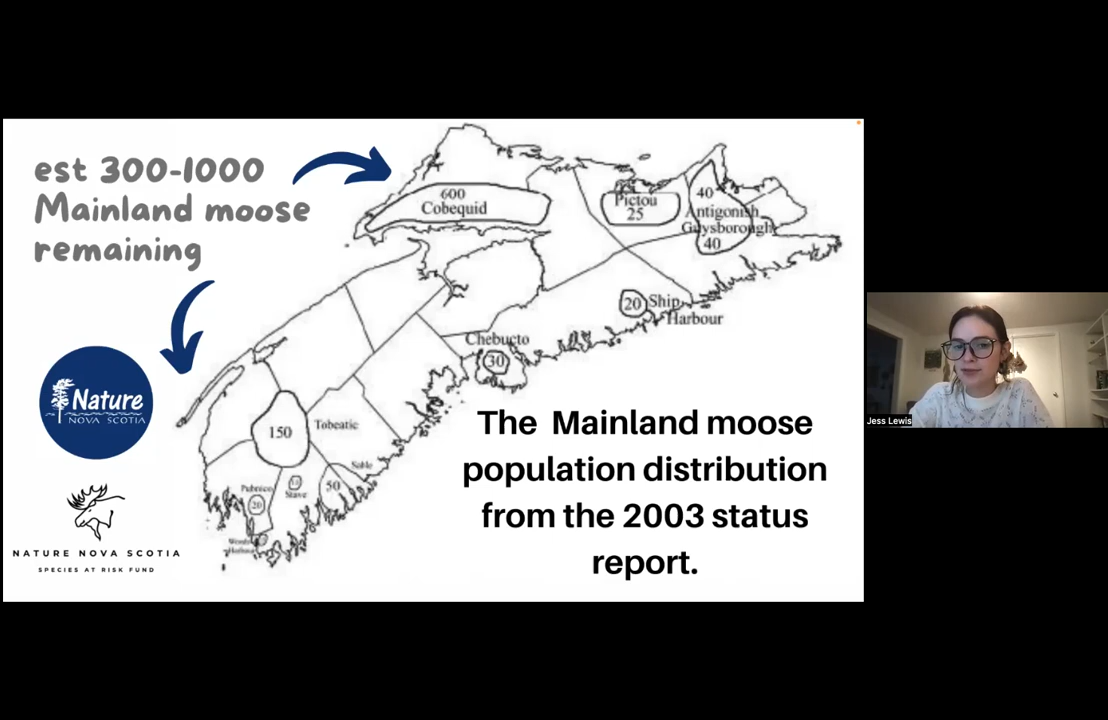 est 300-1000
Mainland moose
remaining
600
Cobequid
Pictou
25
40
Antigonish
Guysborough
40
20 Ship
Harbour
Chebucto
30
150
Tobeatic
Sable
50
Pubnico
20
Nature
NOVA SCOTIA
NATURE NOVA SCOTIA
SPECIES AT RISK FUND
The Mainland moose
population distribution
from the 2003 status
report.
Jess Lewis